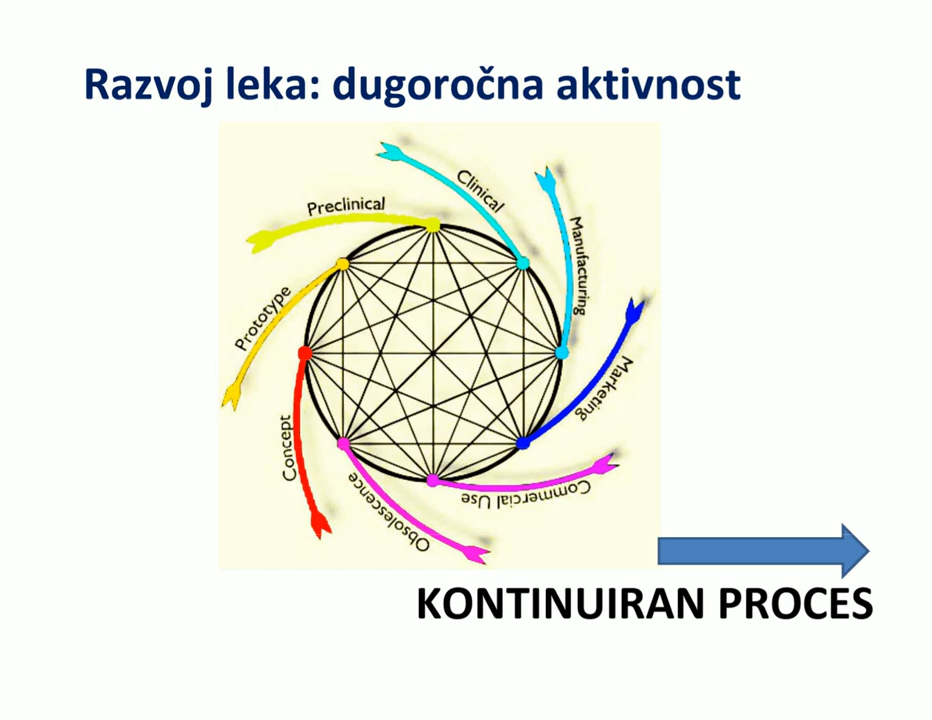 Razvoj leka: dugoročna aktivnost
Clinical
Preclinical
Manufacturing
Prototype
Marketing
Concept
Commercial Use
Obsolescence
KONTINUIRAN PROCES